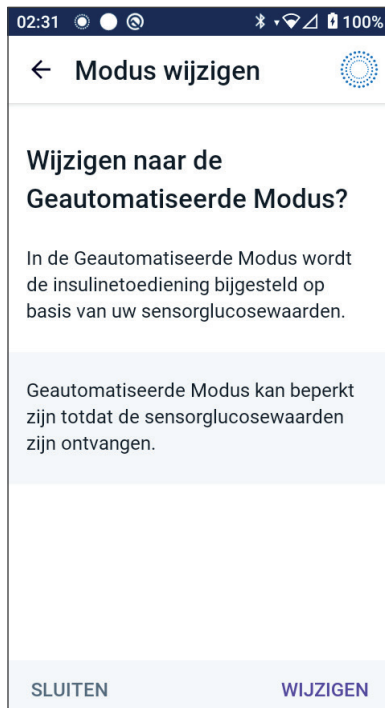 02:31 100%
Modus wijzigen
Wijzigen naar de
Geautomatiseerde Modus?
In de Geautomatiseerde Modus wordt
de insulinetoediening bijgesteld op
basis van uw sensorglucosewaarden.
Geautomatiseerde Modus kan beperkt
zijn totdat de sensorglucosewaarden
zijn ontvangen.
SLUITEN WIJZIGEN